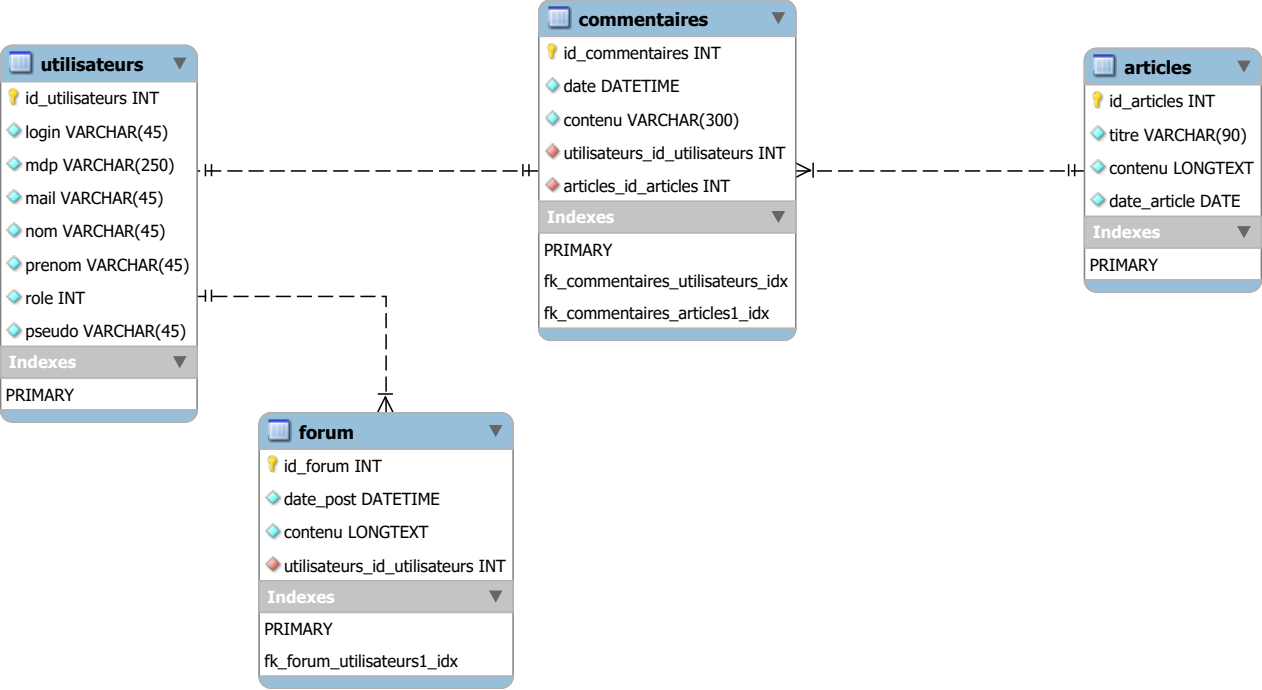 utilisateurs
id_utilisateurs INT
login VARCHAR(45)
mdp VARCHAR(250)
mail VARCHAR(45)
nom VARCHAR(45)
prenom VARCHAR(45)
role INT
pseudo VARCHAR(45)
Indexes
PRIMARY
commentaires
id_commentaires INT
date DATETIME
contenu VARCHAR(300)
utilisateurs_id_utilisateurs INT
articles_id_articles INT
Indexes
PRIMARY
fk_commentaires_utilisateurs_idx
fk_commentaires_articles1_idx
articles
id_articles INT
titre VARCHAR(90)
contenu LONGTEXT
date_article DATE
Indexes
PRIMARY
forum
id_forum INT
date_post DATETIME
contenu LONGTEXT
utilisateurs_id_utilisateurs INT
Indexes
PRIMARY
fk_forum_utilisateurs1_idx